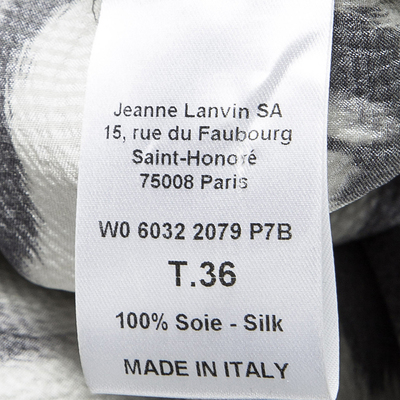 Jeanne Lanvin SA
15, rue du Faubourg
Saint-Honoré
75008 Paris
W0 6032 2079 P7B
T.36
100% Soie - Silk
MADE IN ITALY